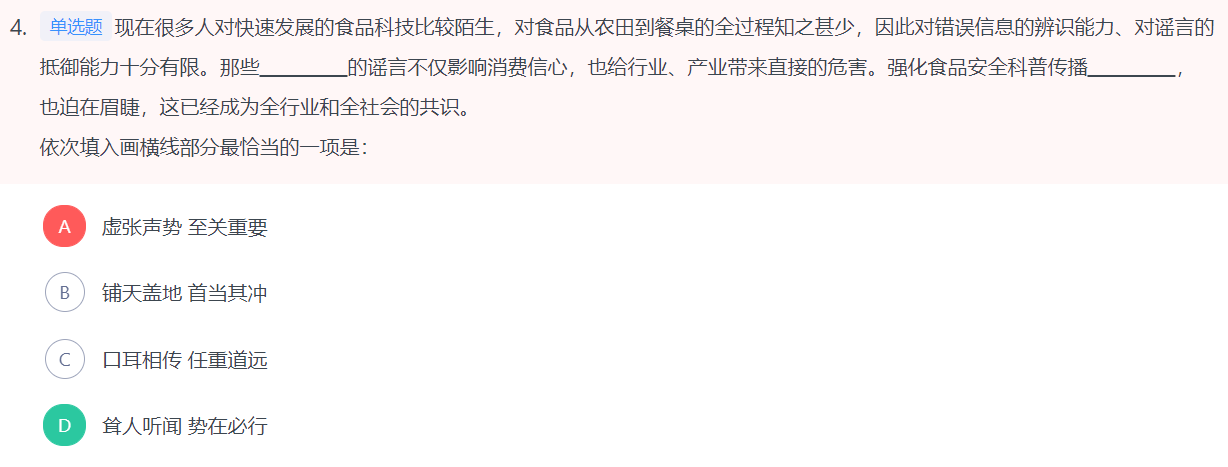 4. 单选题 现在很多人对快速发展的食品科技比较陌生，对食品从农田到餐桌的全过程知之甚少，因此对错误信息的辨识能力、对谣言的
抵御能力十分有限。那些________的谣言不仅影响消费信心，也给行业、产业带来直接的危害。强化食品安全科普传播________，
也迫在眉睫，这已经成为全行业和全社会的共识。
依次填入画横线部分最恰当的一项是：
A 虚张声势 至关重要
B 铺天盖地 首当其冲
C 口耳相传 任重道远
D 耸人听闻 势在必行